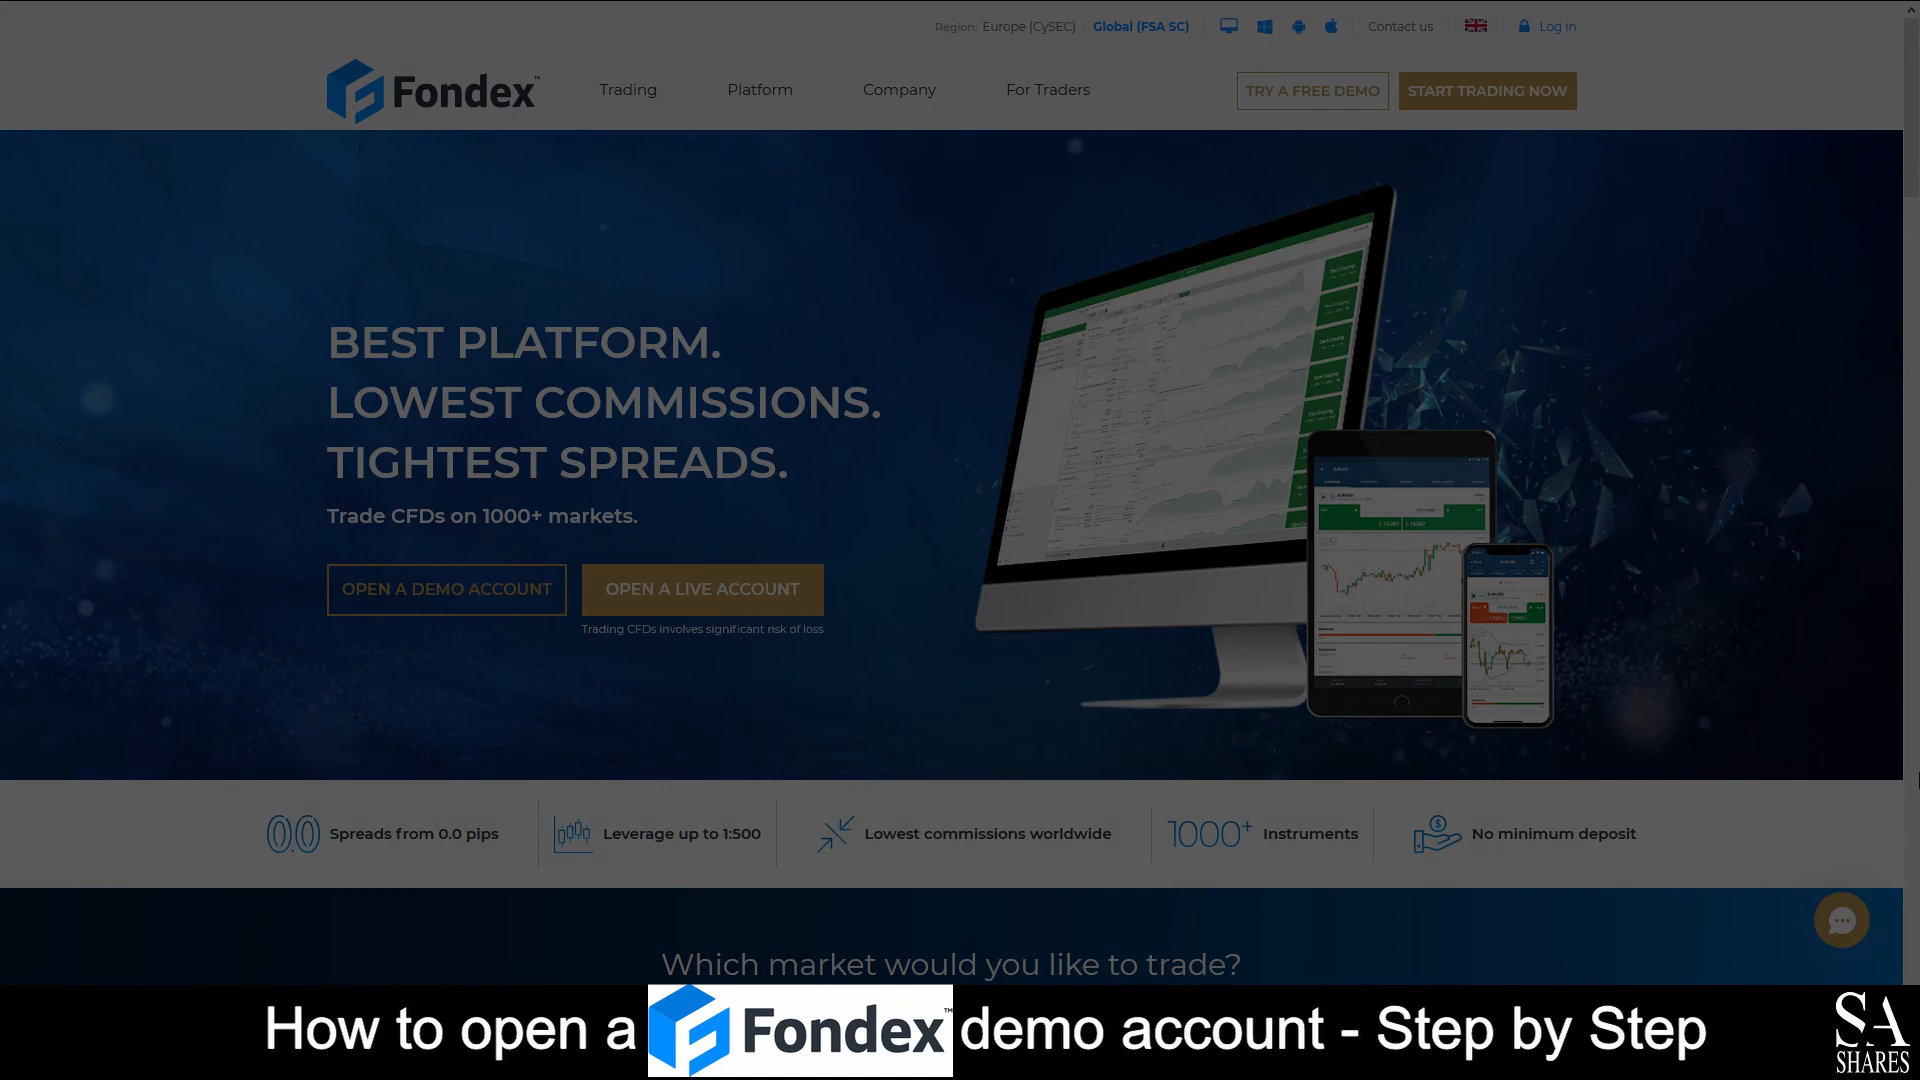 Region: Europe (CySEC) Global (FSA SC) Contact us Log in
Fondex™ Trading Platform Company For Traders TRY A FREE DEMO START TRADING NOW
BEST PLATFORM.
LOWEST COMMISSIONS.
TIGHTEST SPREADS.
Trade CFDs on 1000+ markets.
OPEN A DEMO ACCOUNT OPEN A LIVE ACCOUNT
Trading CFDs involves significant risk of loss
0.0 Spreads from 0.0 pips Leverage up to 1:500 Lowest commissions worldwide 1000+ Instruments No minimum deposit
Which market would you like to trade?
How to open a Fondex™ demo account - Step by Step
SA
SHARES